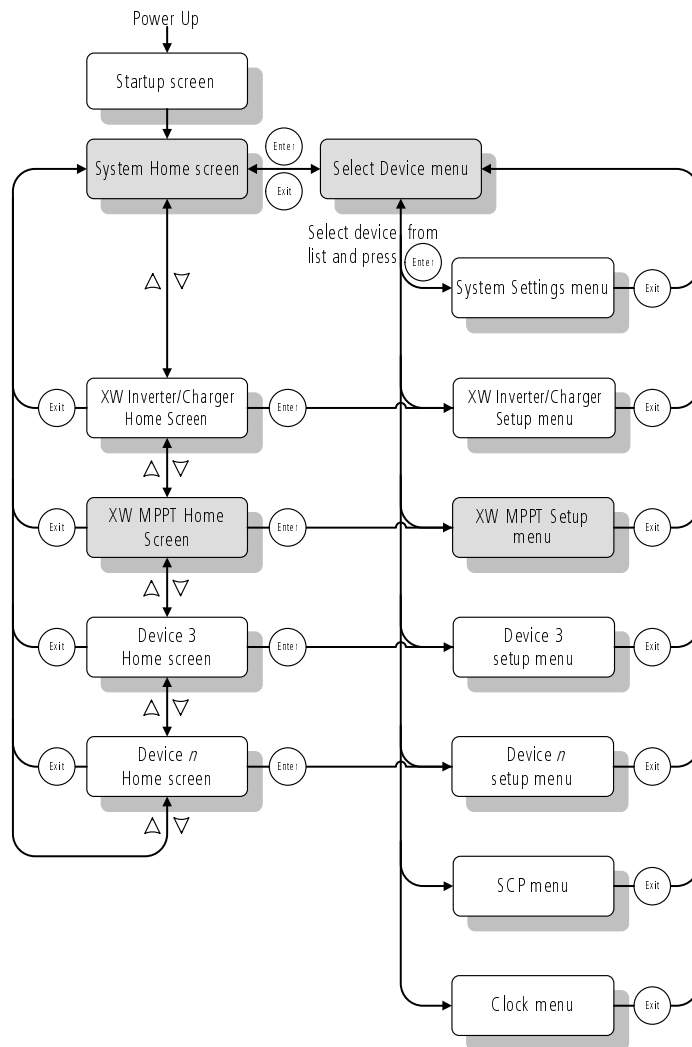 Power Up
Startup screen
System Home screen
Enter
Exit
Select Device menu
Select device from
list and press
Enter
System Settings menu
Exit
Exit
XW Inverter/Charger
Home Screen
Enter
XW Inverter/Charger
Setup menu
Exit
Exit
XW MPPT Home
Screen
Enter
XW MPPT Setup
menu
Exit
Exit
Device 3
Home screen
Enter
Device 3
setup menu
Exit
Exit
Device n
Home screen
Enter
Device n
setup menu
Exit
SCP menu
Exit
Clock menu
Exit